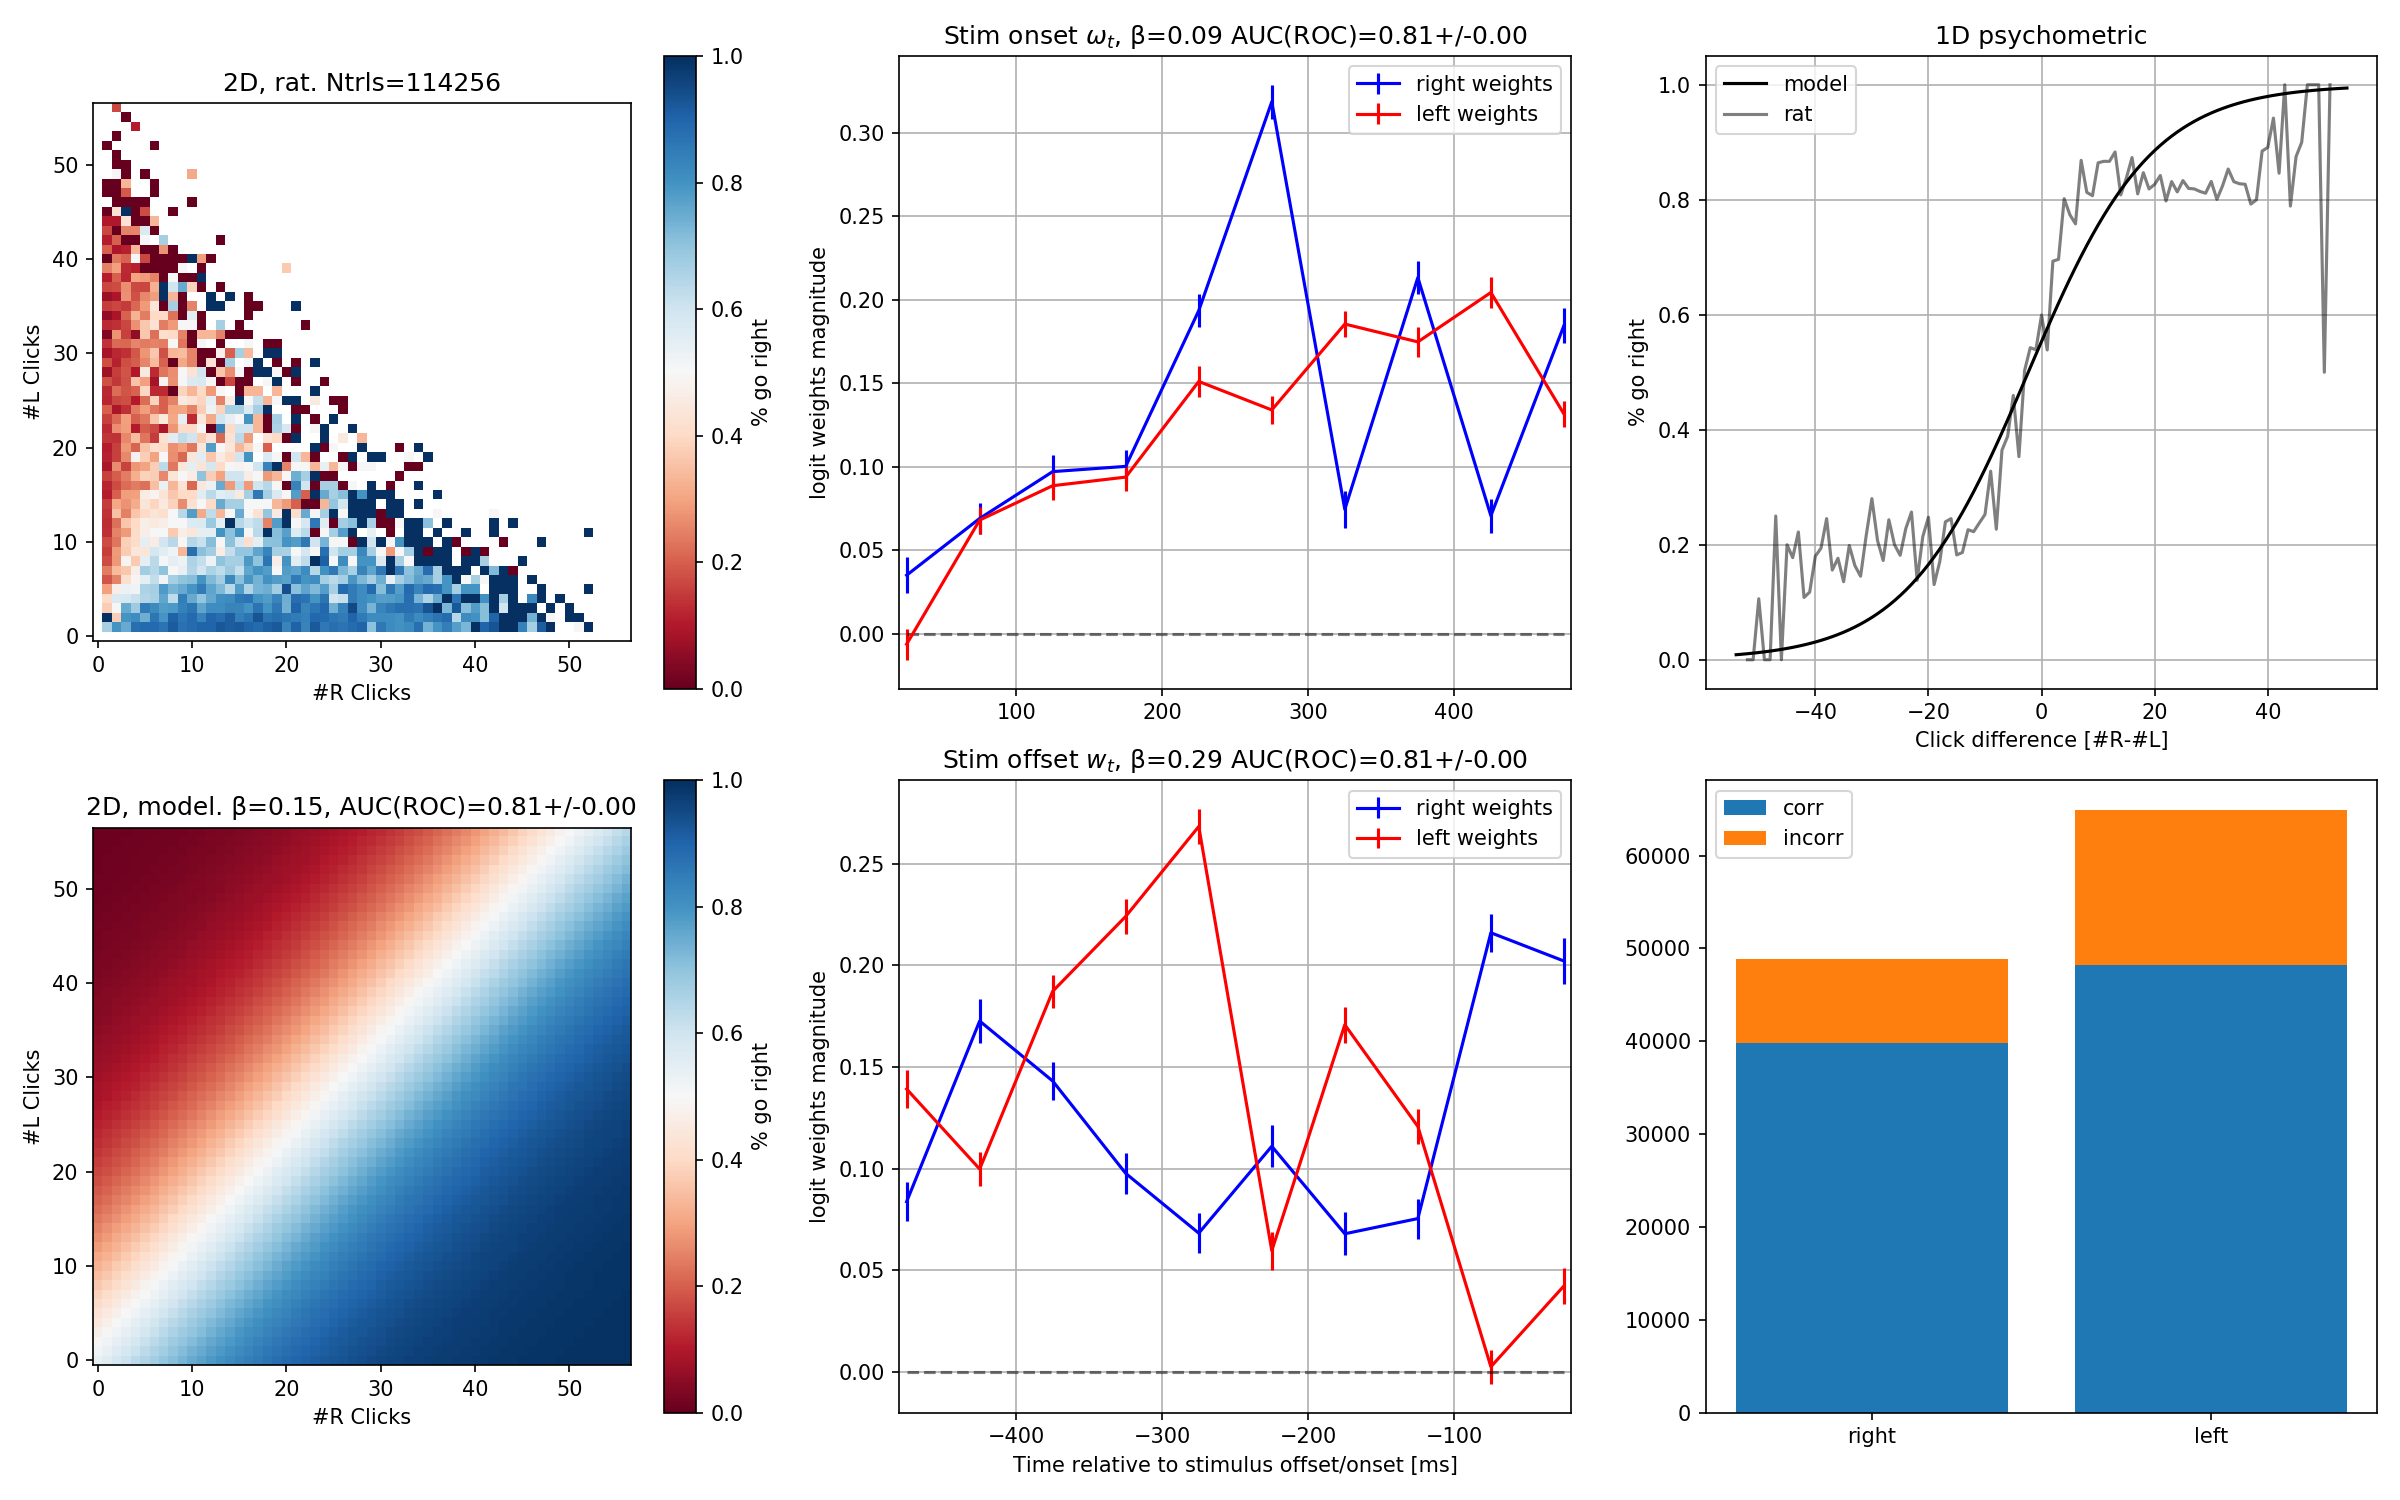 2D, rat. Ntrls=114256
#L Clicks
50
40
30
20
10
0
0 10 20 30 40 50
#R Clicks
1.0
0.8
0.6
0.4
0.2
0.0
% go right
Stim onset ωt, β=0.09 AUC(ROC)=0.81+/-0.00
right weights
left weights
logit weights magnitude
0.30
0.25
0.20
0.15
0.10
0.05
0.00
100 200 300 400
1D psychometric
model
rat
% go right
1.0
0.8
0.6
0.4
0.2
0.0
−40 −20 0 20 40
Click difference [#R-#L]
2D, model. β=0.15, AUC(ROC)=0.81+/-0.00
#L Clicks
50
40
30
20
10
0
0 10 20 30 40 50
#R Clicks
1.0
0.8
0.6
0.4
0.2
0.0
% go right
Stim offset wt, β=0.29 AUC(ROC)=0.81+/-0.00
right weights
left weights
logit weights magnitude
0.25
0.20
0.15
0.10
0.05
0.00
−400 −300 −200 −100
Time relative to stimulus offset/onset [ms]
corr
incorr
60000
50000
40000
30000
20000
10000
0
right left